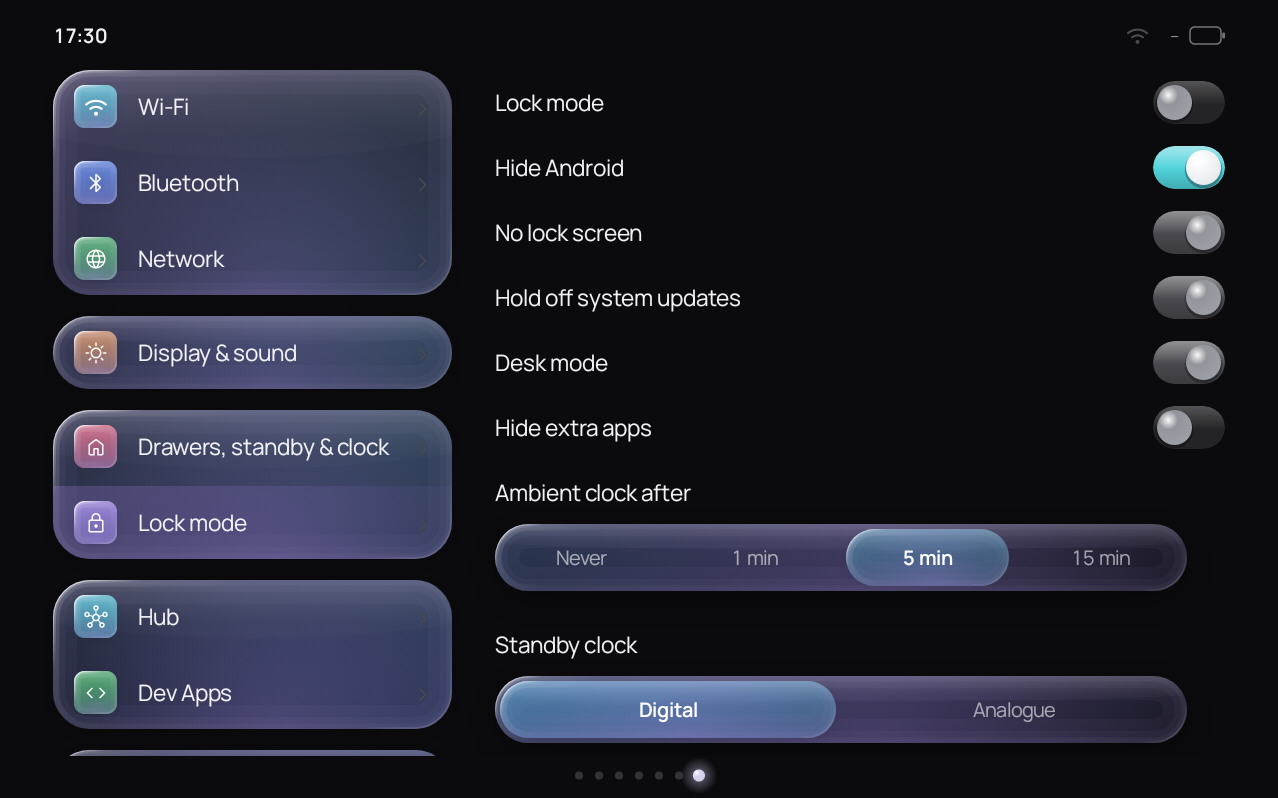 17:30
Wi-Fi
Bluetooth
Network
Display & sound
Drawers, standby & clock
Lock mode
Hub
Dev Apps
Lock mode
Hide Android
No lock screen
Hold off system updates
Desk mode
Hide extra apps
Ambient clock after
Never 1 min 5 min 15 min
Standby clock
Digital Analogue